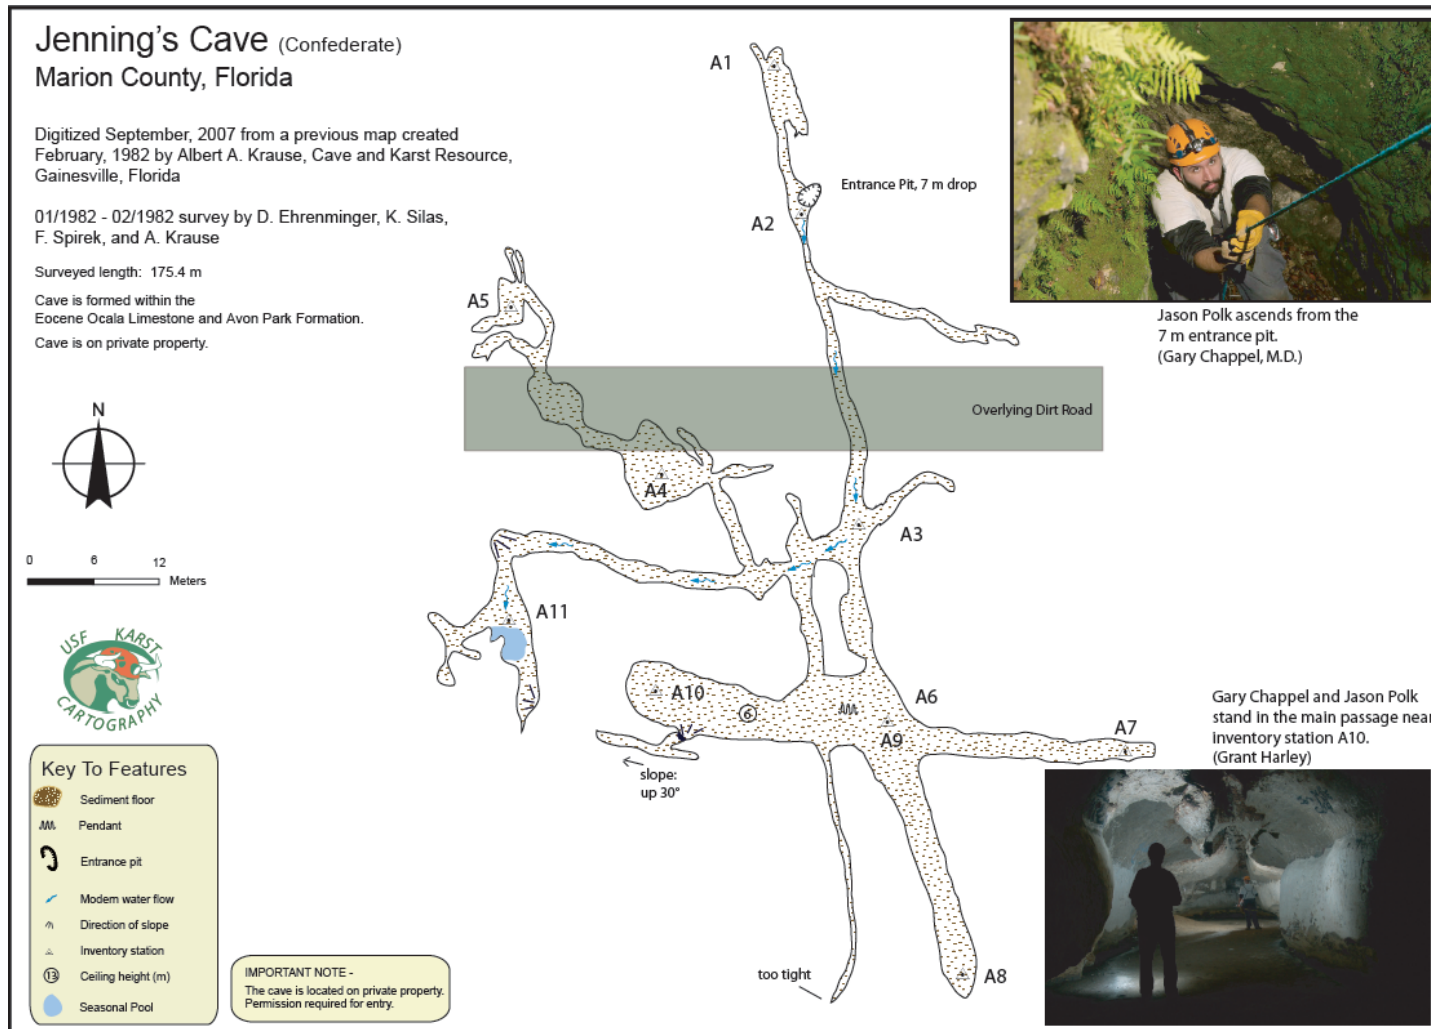 Jenning's Cave (Confederate)
Marion County, Florida
Digitized September, 2007 from a previous map created
February, 1982 by Albert A. Krause, Cave and Karst Resource,
Gainesville, Florida
01/1982 - 02/1982 survey by D. Ehrenminger, K. Silas,
F. Spirek, and A. Krause
Surveyed length: 175.4 m
Cave is formed within the
Eocene Ocala Limestone and Avon Park Formation.
Cave is on private property.
N
0 6 12
Meters
USF KARST
CARTOGRAPHY
Key To Features
Sediment floor
Pendant
Entrance pit
Modern water flow
Direction of slope
Inventory station
13 Ceiling height (m)
Seasonal Pool
IMPORTANT NOTE -
The cave is located on private property.
Permission required for entry.
A1
Entrance Pit, 7 m drop
A2
A5
Overlying Dirt Road
A4
A3
A11
A10
6
A6
A9
A7
slope:
up 30°
too tight
A8
Jason Polk ascends from the
7 m entrance pit.
(Gary Chappel, M.D.)
Gary Chappel and Jason Polk
stand in the main passage near
inventory station A10.
(Grant Harley)